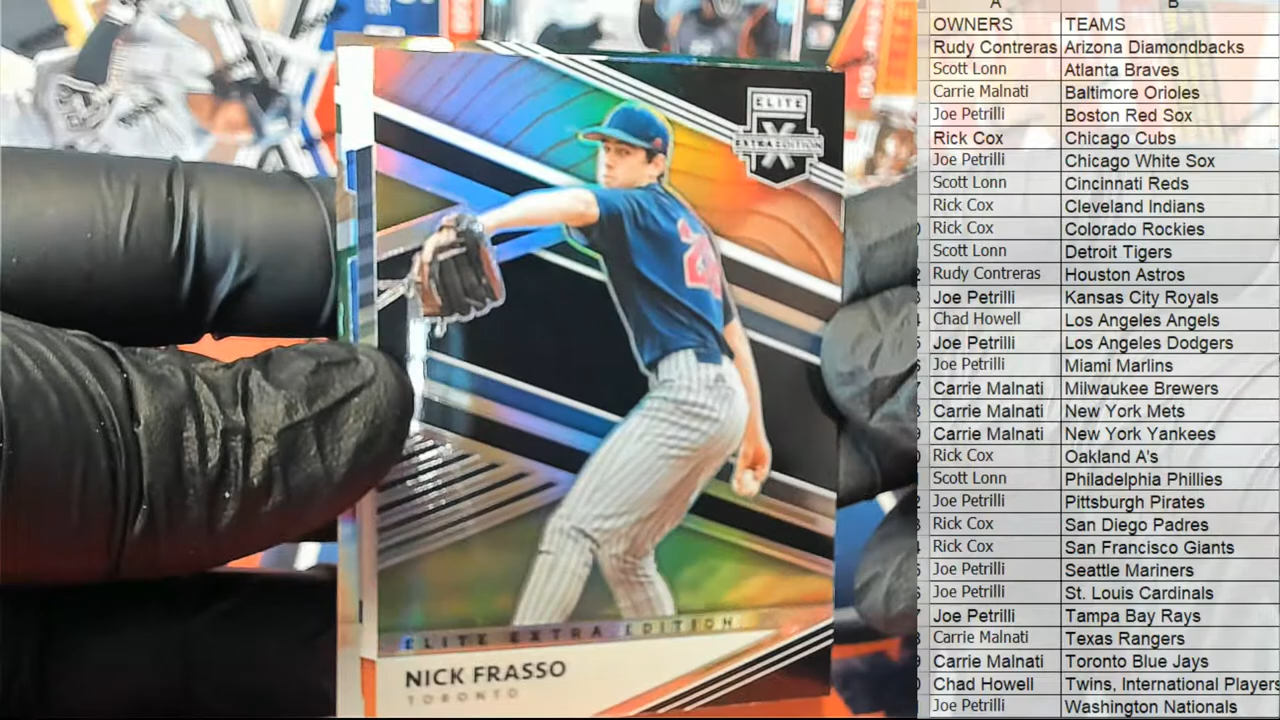 ELITE
X
EXTRA EDITION
ELITE EXTRA EDITION
NICK FRASSO
TORONTO
A B
OWNERS TEAMS
Rudy Contreras Arizona Diamondbacks
Scott Lonn Atlanta Braves
Carrie Malnati Baltimore Orioles
Joe Petrilli Boston Red Sox
Rick Cox Chicago Cubs
Joe Petrilli Chicago White Sox
Scott Lonn Cincinnati Reds
Rick Cox Cleveland Indians
Rick Cox Colorado Rockies
Scott Lonn Detroit Tigers
Rudy Contreras Houston Astros
Joe Petrilli Kansas City Royals
Chad Howell Los Angeles Angels
Joe Petrilli Los Angeles Dodgers
Joe Petrilli Miami Marlins
Carrie Malnati Milwaukee Brewers
Carrie Malnati New York Mets
Carrie Malnati New York Yankees
Rick Cox Oakland A's
Scott Lonn Philadelphia Phillies
Joe Petrilli Pittsburgh Pirates
Rick Cox San Diego Padres
Rick Cox San Francisco Giants
Joe Petrilli Seattle Mariners
Joe Petrilli St. Louis Cardinals
Joe Petrilli Tampa Bay Rays
Carrie Malnati Texas Rangers
Carrie Malnati Toronto Blue Jays
Chad Howell Twins, International Players
Joe Petrilli Washington Nationals